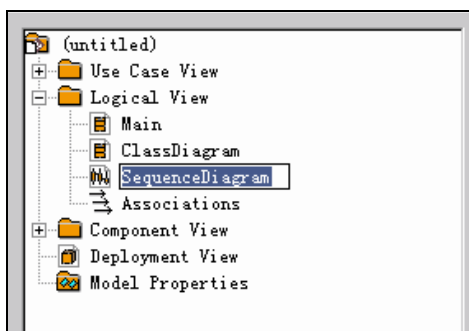 (untitled)
Use Case View
Logical View
Main
ClassDiagram
SequenceDiagram
Associations
Component View
Deployment View
Model Properties